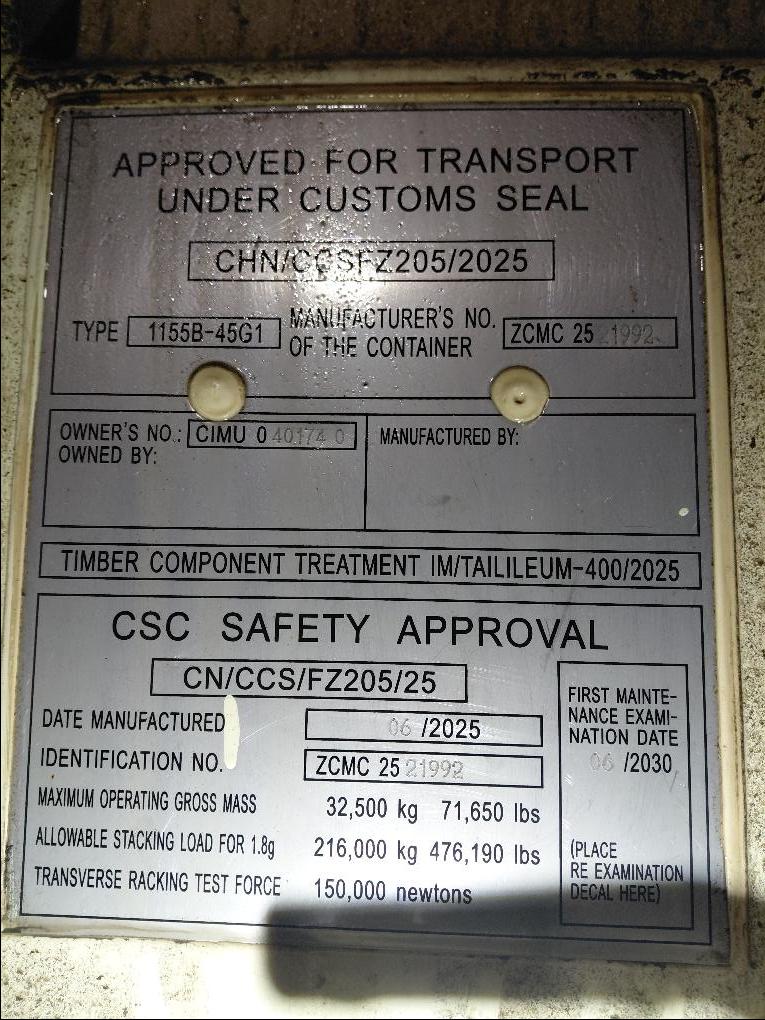 APPROVED FOR TRANSPORT
UNDER CUSTOMS SEAL
CHN/CCSFZ205/2025
TYPE 1155B-45G1 MANUFACTURER'S NO. OF THE CONTAINER ZCMC 25 21992
OWNER'S NO.: CIMU 0 40174 0
OWNED BY:
MANUFACTURED BY:
TIMBER COMPONENT TREATMENT IM/TAILILEUM-400/2025
CSC SAFETY APPROVAL
CN/CCS/FZ205/25
DATE MANUFACTURED 06 /2025
IDENTIFICATION NO. ZCMC 25 21992
MAXIMUM OPERATING GROSS MASS 32,500 kg 71,650 lbs
ALLOWABLE STACKING LOAD FOR 1.8g 216,000 kg 476,190 lbs
TRANSVERSE RACKING TEST FORCE 150,000 newtons
FIRST MAINTE-
NANCE EXAMI-
NATION DATE
06 /2030
(PLACE
RE EXAMINATION
DECAL HERE)